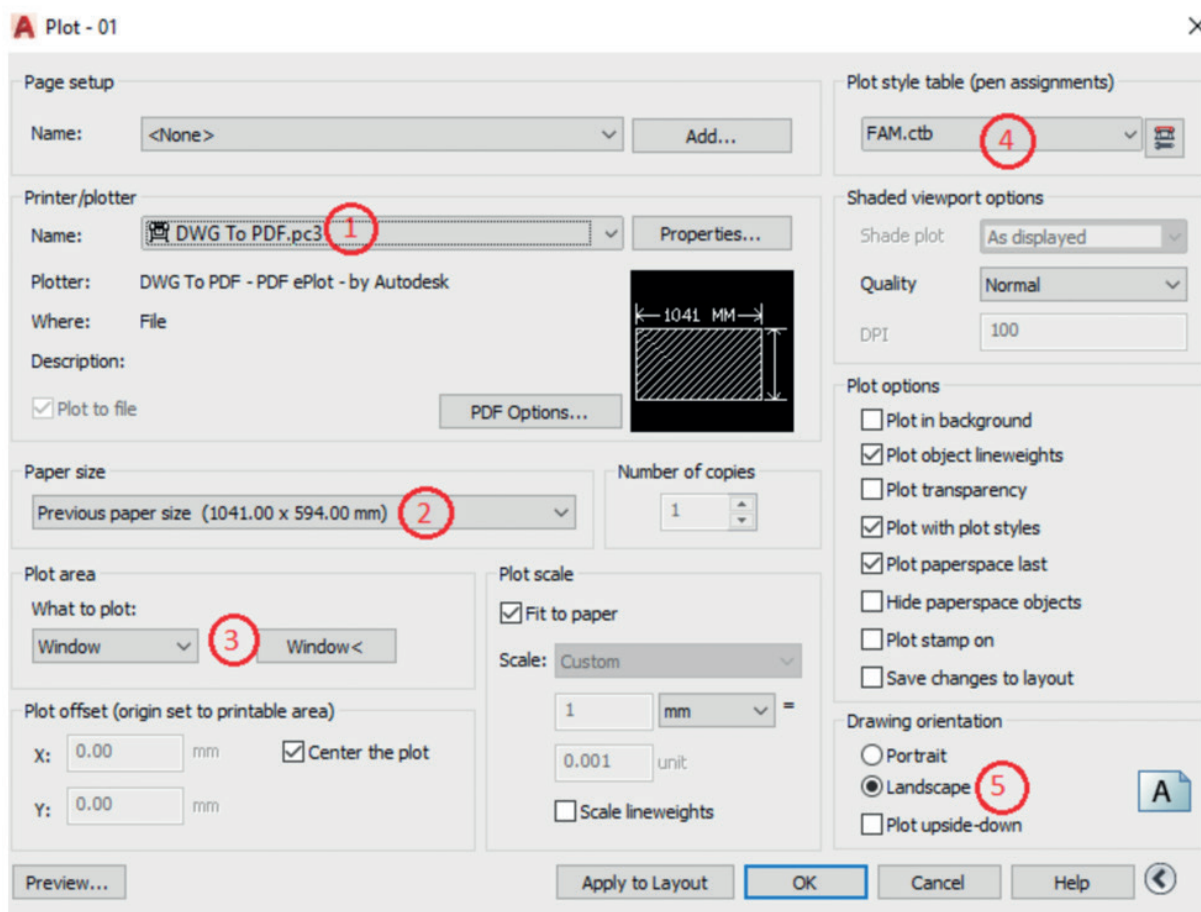 Plot - 01
Page setup
Name:
<None>
Add...
Printer/plotter
Name:
DWG To PDF.pc3
1
Properties...
Plotter:
DWG To PDF - PDF ePlot - by Autodesk
Where:
File
Description:
1041 MM
Plot to file
PDF Options...
Paper size
Previous paper size (1041.00 x 594.00 mm)
2
Number of copies
1
Plot area
What to plot:
Window
3
Window<
Plot offset (origin set to printable area)
X:
0.00
mm
Center the plot
Y:
0.00
mm
Plot scale
Fit to paper
Scale:
Custom
1
mm
=
0.001
unit
Scale lineweights
Plot style table (pen assignments)
FAM.ctb
4
Shaded viewport options
Shade plot
As displayed
Quality
Normal
DPI
100
Plot options
Plot in background
Plot object lineweights
Plot transparency
Plot with plot styles
Plot paperspace last
Hide paperspace objects
Plot stamp on
Save changes to layout
Drawing orientation
Portrait
Landscape
5
Plot upside-down
A
Preview...
Apply to Layout
OK
Cancel
Help